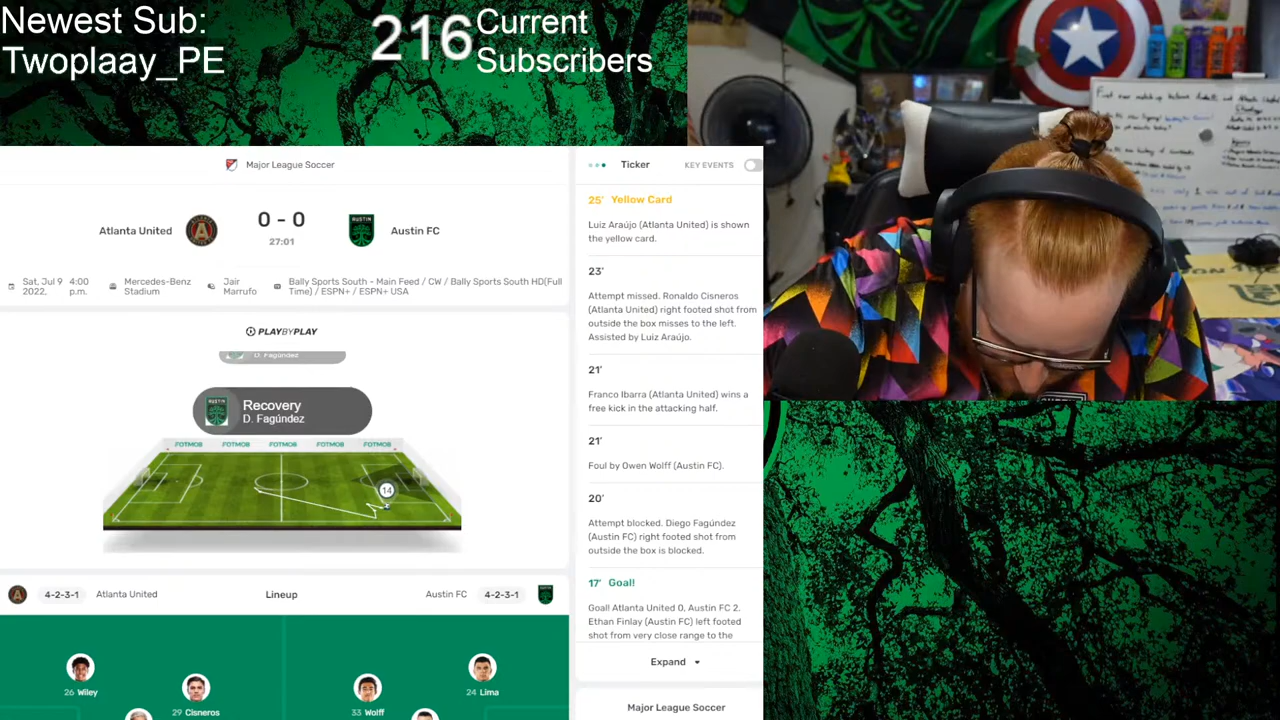 Newest Sub:
Twoplaay_PE
216
Current
Subscribers
Major League Soccer
Atlanta United
0 - 0
27:01
AUSTIN
Austin FC
Sat, Jul 9
2022,
4:00
p.m.
Mercedes-Benz
Stadium
Jair
Marrufo
Bally Sports South - Main Feed / CW / Bally Sports South HD(Full
Time) / ESPN+ / ESPN+ USA
PLAYBYPLAY
D. Fagúndez
Recovery
D. Fagúndez
FOTMOB FOTMOB FOTMOB FOTMOB FOTMOB
14
4-2-3-1
Atlanta United
Lineup
Austin FC
4-2-3-1
26 Wiley
29 Cisneros
33 Wolff
24 Lima
Ticker
KEY EVENTS
25' Yellow Card
Luiz Araújo (Atlanta United) is shown
the yellow card.
23'
Attempt missed. Ronaldo Cisneros
(Atlanta United) right footed shot from
outside the box misses to the left.
Assisted by Luiz Araújo.
21'
Franco Ibarra (Atlanta United) wins a
free kick in the attacking half.
21'
Foul by Owen Wolff (Austin FC).
20'
Attempt blocked. Diego Fagúndez
(Austin FC) right footed shot from
outside the box is blocked.
17' Goal!
Goal! Atlanta United 0, Austin FC 2.
Ethan Finlay (Austin FC) left footed
shot from very close range to the
Expand
Major League Soccer